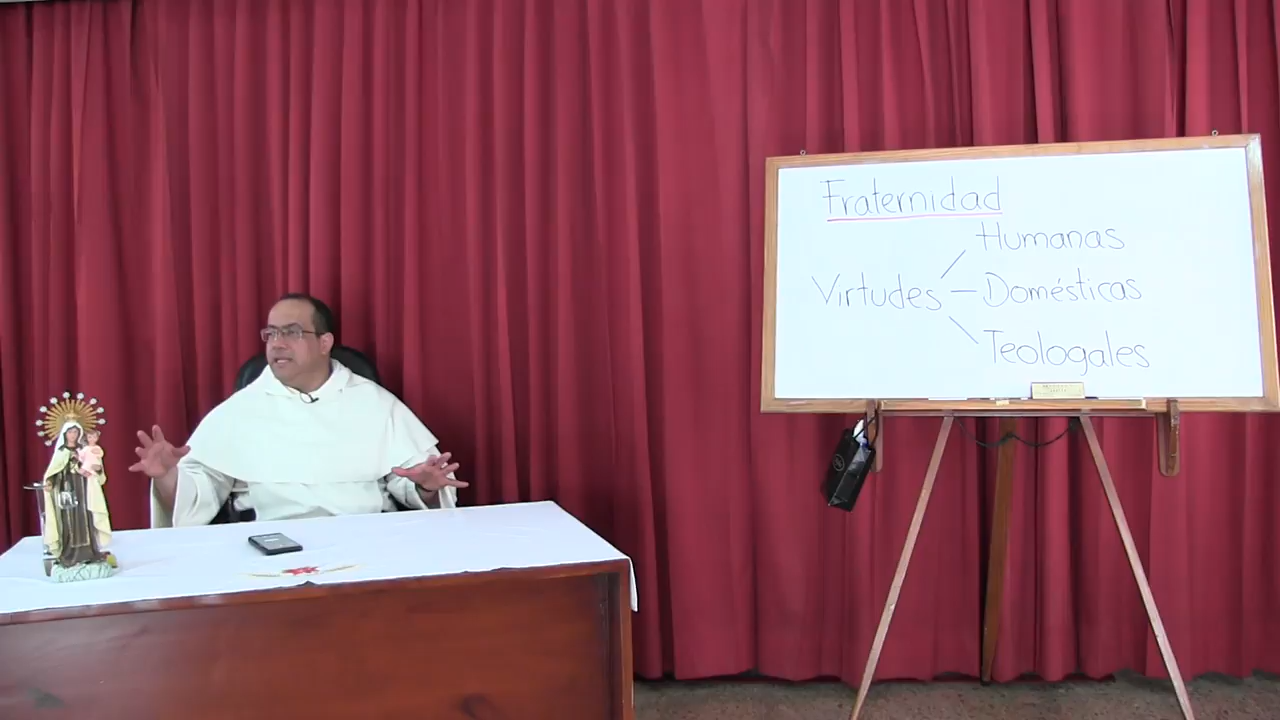 Fraternidad
Humanas
Virtudes — Domésticas
Teologales